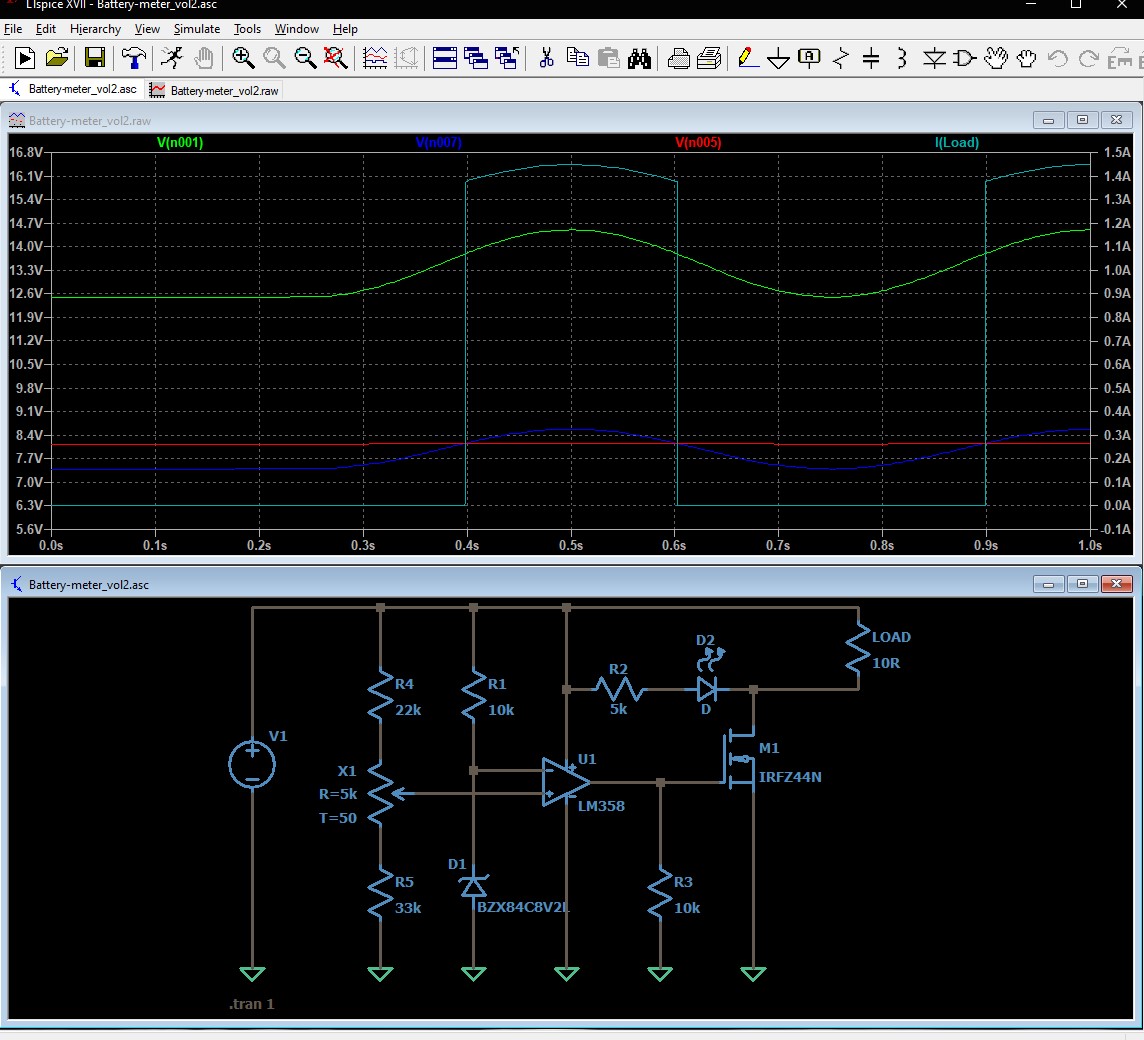 LTspice XVII - Battery-meter_vol2.asc
File Edit Hierarchy View Simulate Tools Window Help
Battery-meter_vol2.asc Battery-meter_vol2.raw
Battery-meter_vol2.raw
V(n001) V(n007) V(n005) I(Load)
16.8V 1.5A
16.1V 1.4A
15.4V 1.3A
14.7V 1.2A
14.0V 1.1A
13.3V 1.0A
12.6V 0.9A
11.9V 0.8A
11.2V 0.7A
10.5V 0.6A
9.8V 0.5A
9.1V 0.4A
8.4V 0.3A
7.7V 0.2A
7.0V 0.1A
6.3V 0.0A
5.6V -0.1A
0.0s 0.1s 0.2s 0.3s 0.4s 0.5s 0.6s 0.7s 0.8s 0.9s 1.0s
Battery-meter_vol2.asc
LOAD
10R
D2
D
R2
5k
R4
22k
R1
10k
V1
X1
R=5k
T=50
U1
LM358
M1
IRFZ44N
D1
BZX84C8V2L
R5
33k
R3
10k
.tran 1